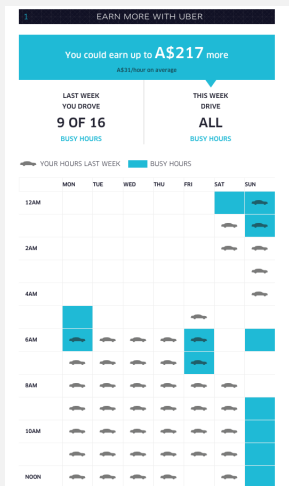 1
EARN MORE WITH UBER
You could earn up to A$217 more
A$31/hour on average
LAST WEEK
YOU DROVE
9 OF 16
BUSY HOURS
THIS WEEK
DRIVE
ALL
BUSY HOURS
YOUR HOURS LAST WEEK BUSY HOURS
MON TUE WED THU FRI SAT SUN
12AM
2AM
4AM
6AM
8AM
10AM
NOON